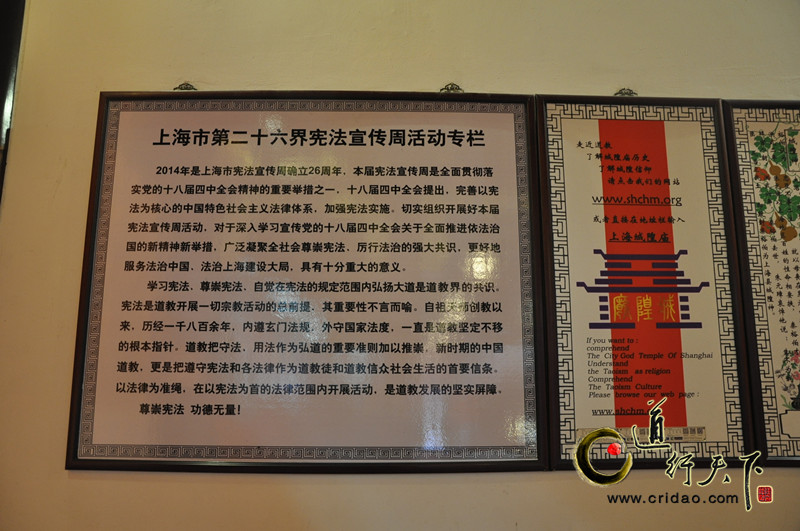 上海市第二十六界宪法宣传周活动专栏
2014年是上海市宪法宣传周确立26周年，本届宪法宣传周是全面贯彻落
实党的十八届四中全会精神的重要举措之一，十八届四中全会提出，完善以宪
法为核心的中国特色社会主义法律体系，加强宪法实施，切实组织开展好本届
宪法宣传周活动，对于深入学习宣传党的十八届四中全会关于全面推进依法治
国的新精神新举措，广泛凝聚全社会尊崇宪法、厉行法治的强大共识，更好地
服务法治中国、法治上海建设大局，具有十分重大的意义。
学习宪法、尊崇宪法，自觉在宪法的规定范围内弘扬大道是道教界的共识，
宪法是道教开展一切宗教活动的总前提，其重要性不言而喻。自祖天师创教以
来，历经一千八百余年，内遵玄门法规，外守国家法度，一直是道教坚定不移
的根本指针。道教把守法，用法作为弘道的重要准则加以推崇，新时期的中国
道教，更是把遵守宪法和各法律作为道教徒和道教信众社会生活的首要信条。
以法律为准绳，在以宪法为首的法律范围内开展活动，是道教发展的坚实屏障。
尊崇宪法 功德无量！
走近道教
了解城隍庙历史
了解城隍信仰
请点击我们的网站
www.shchm.org
或者直接在地址栏输入
上海城隍庙
城隍廟
If you want to :
comprehend
The City God Temple Of Shanghai
Understand
the Taoism as religion
Comprehend
The Taoism Culture
Please browse our web page :
www.shchm.
道行天下
www.cridao.com